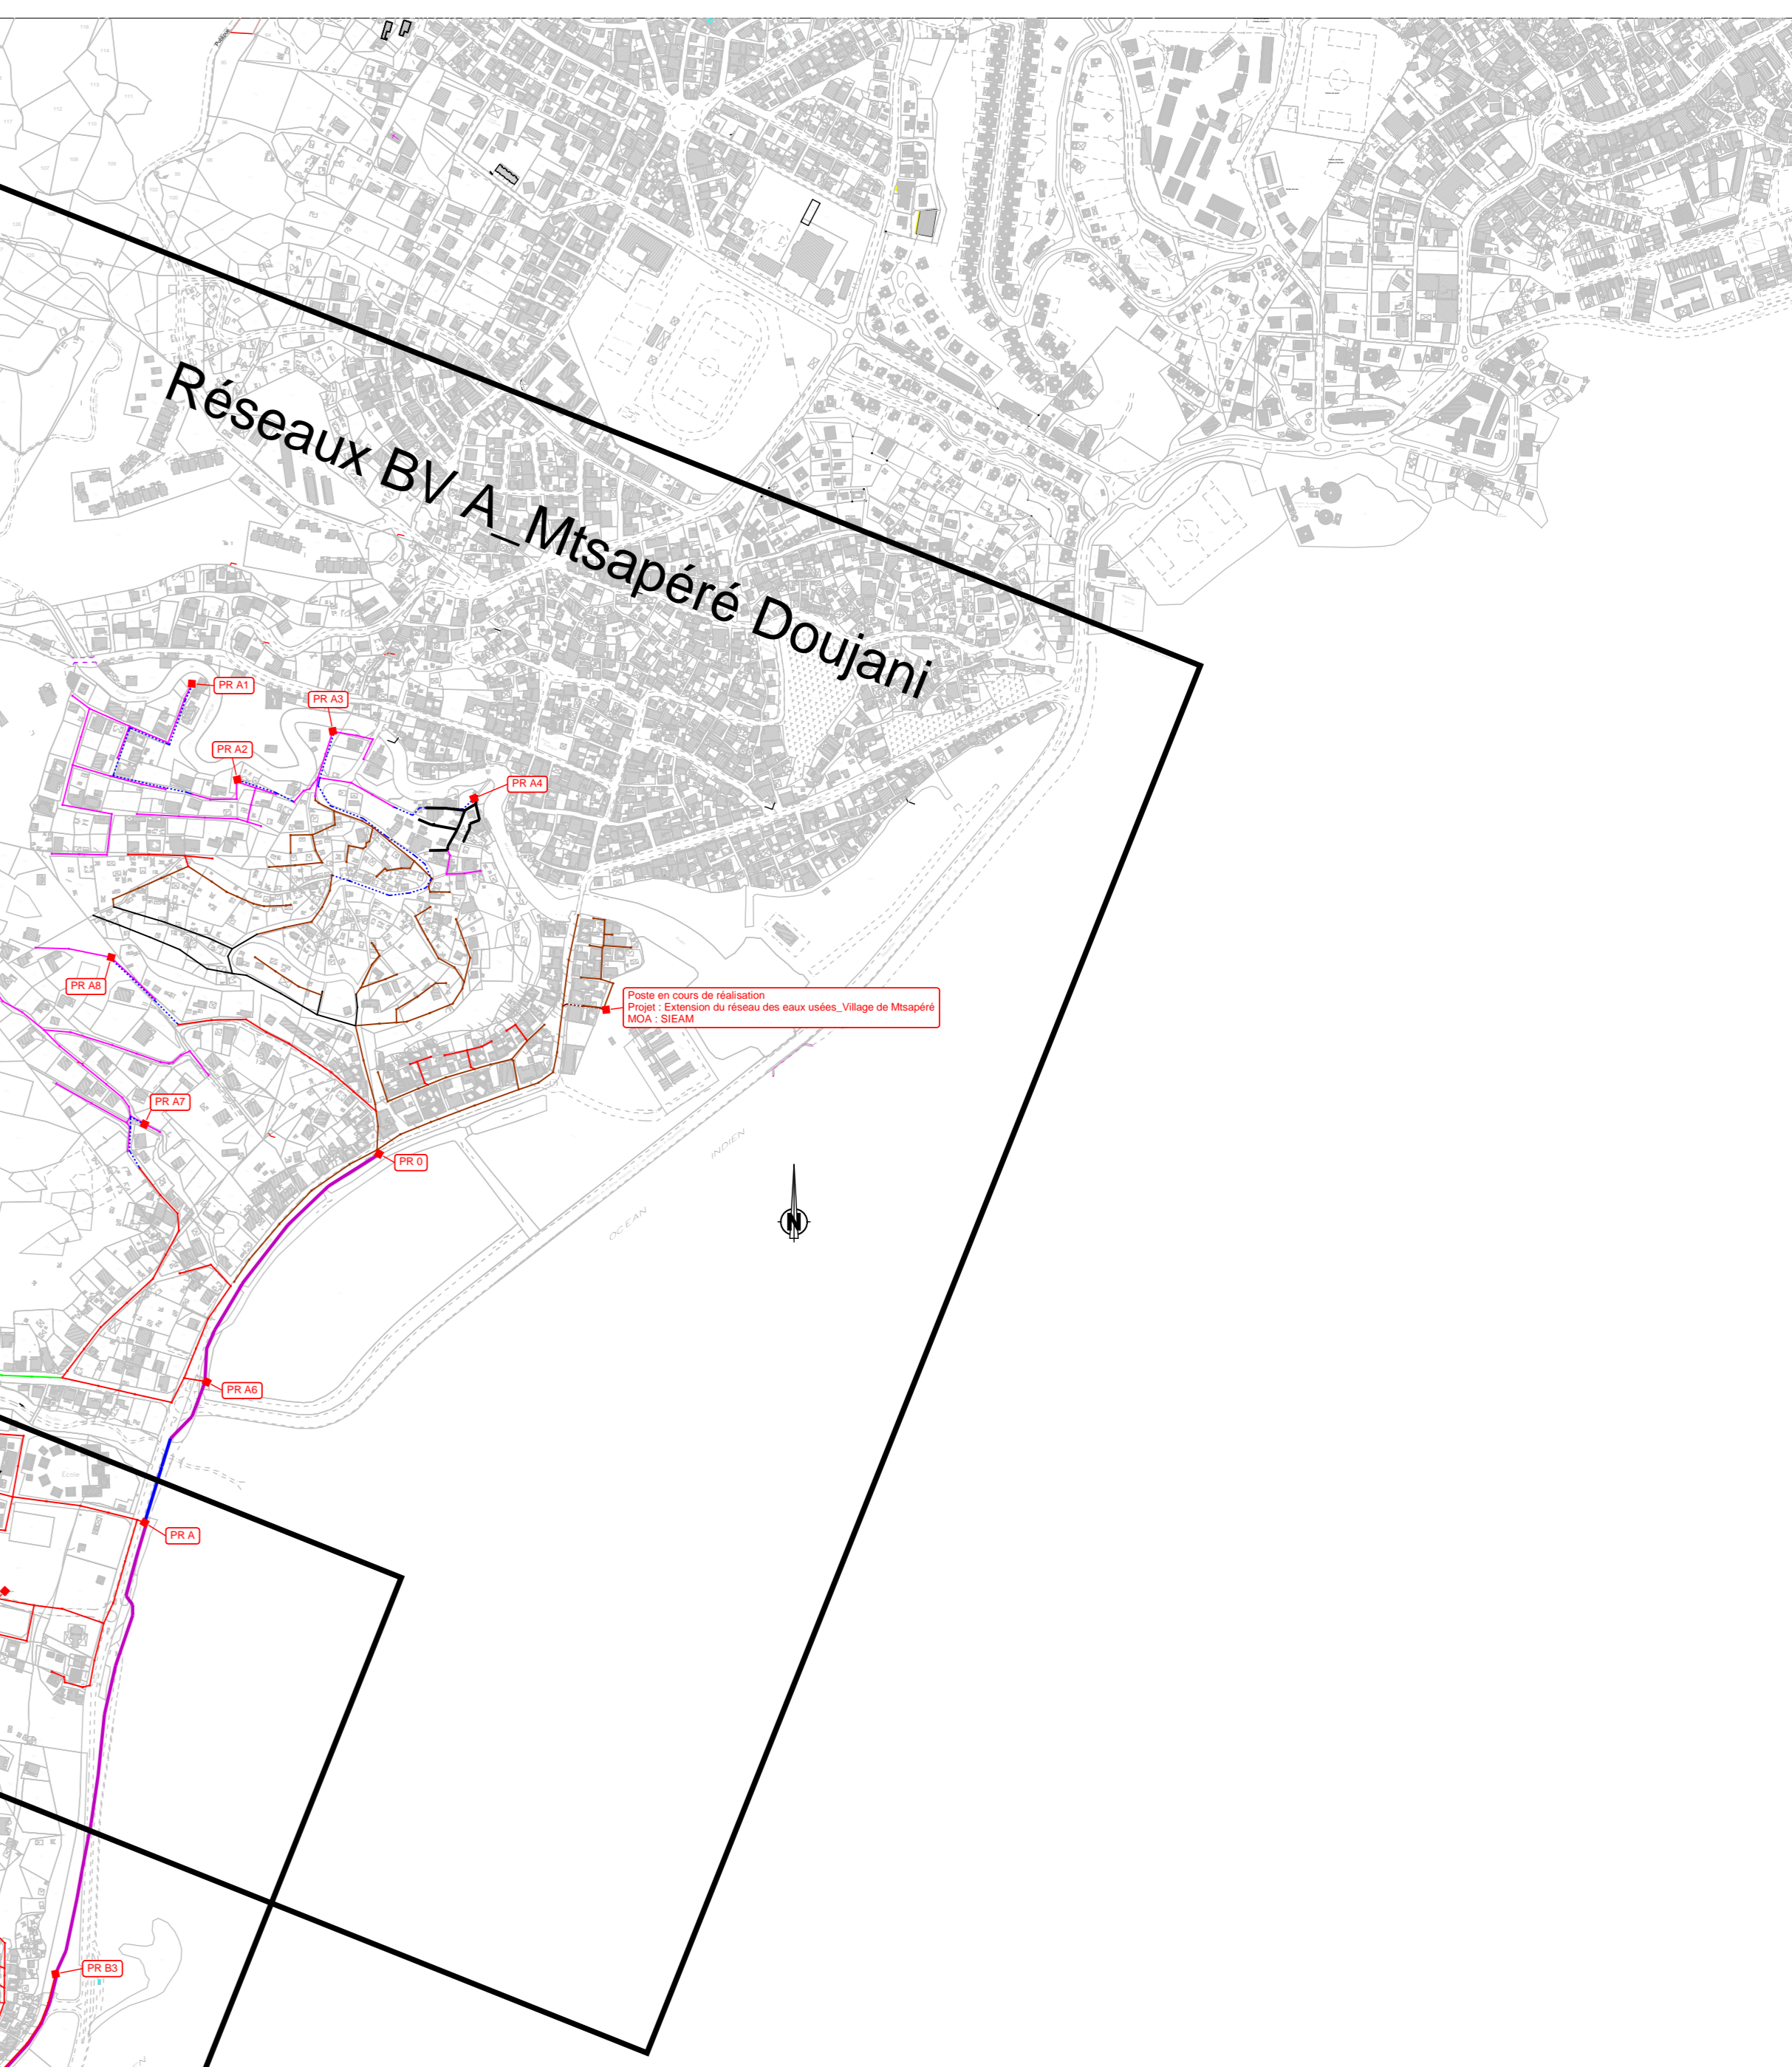 Réseaux BV A_Mtsapéré Doujani
PR A1
PR A3
PR A2
PR A4
PR A8
Poste en cours de réalisation
Projet : Extension du réseau des eaux usées_Village de Mtsapéré
MOA : SIEAM
PR A7
PR 0
INDIEN
OCEAN
N
PR A6
Ecole
PR A
PR B3